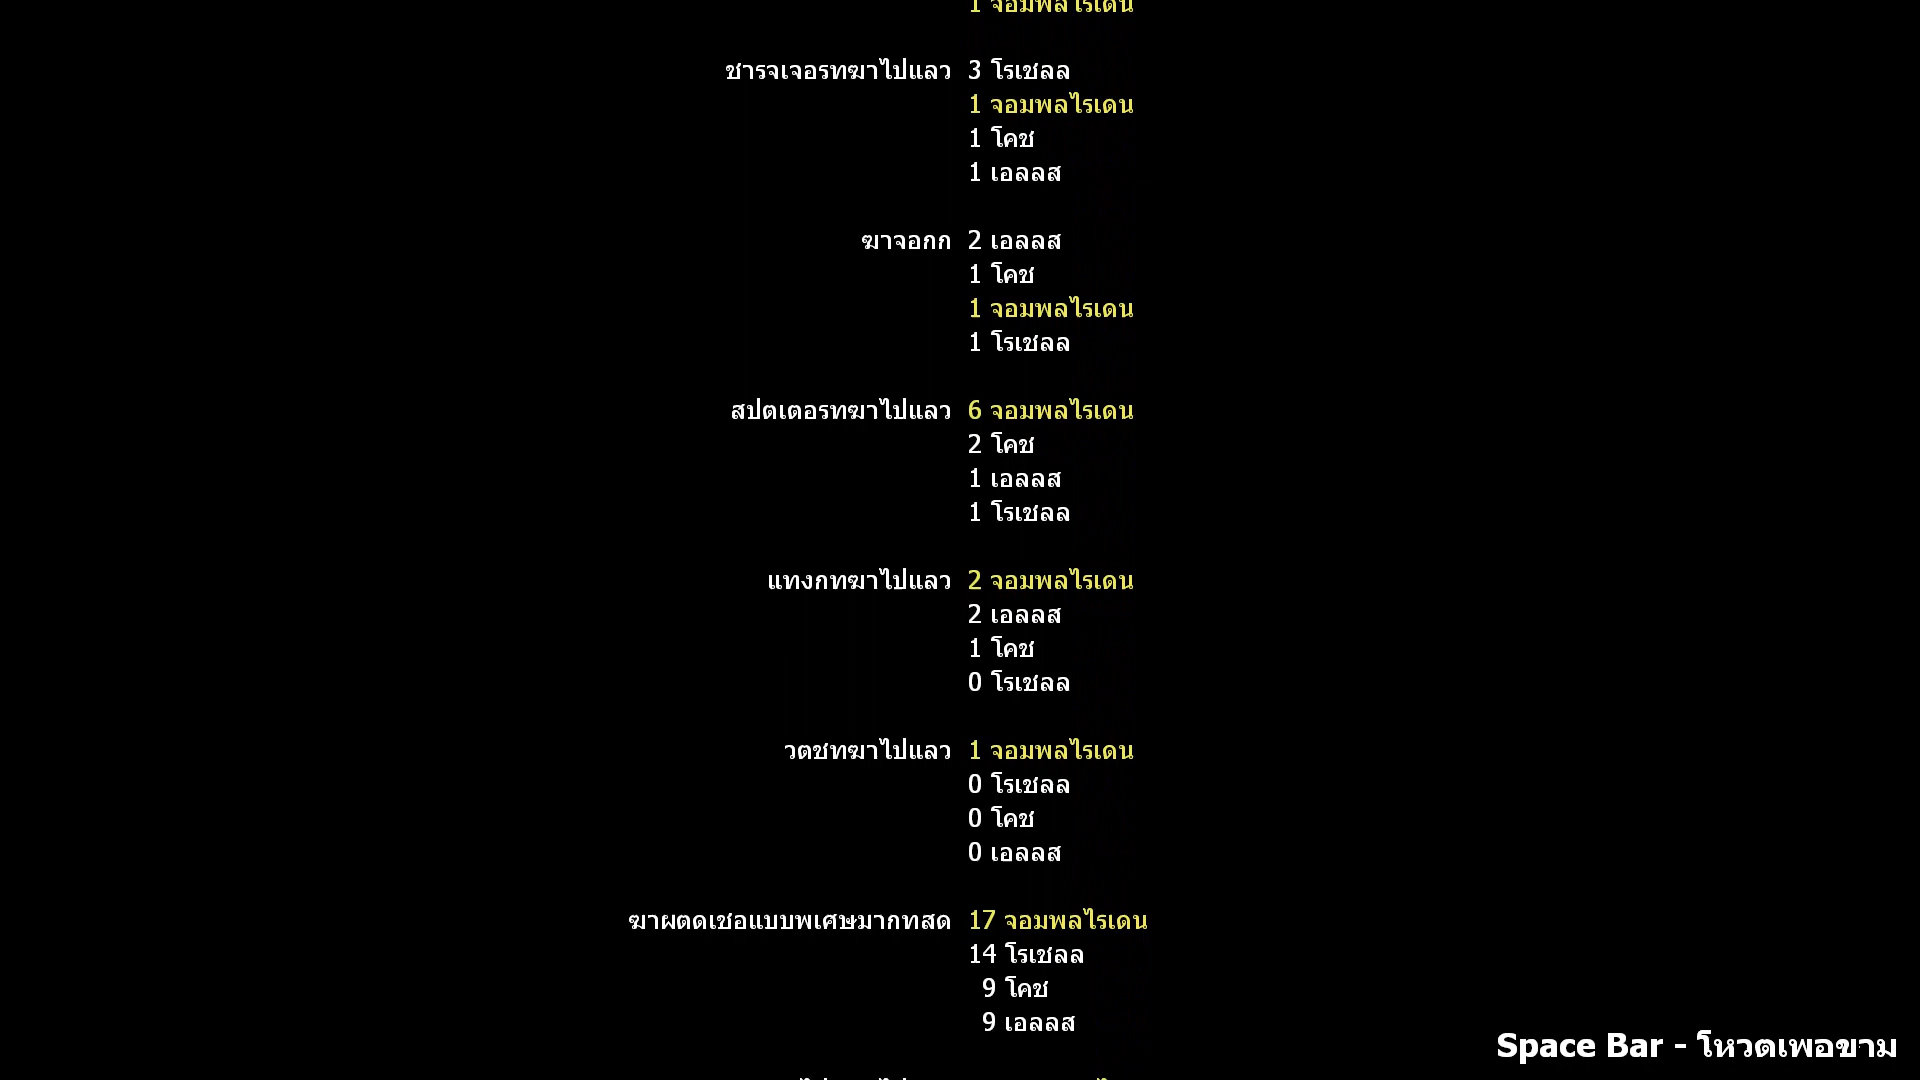 1 จอมพลไรเดน
ชารจเจอรทฆาไปแลว 3 โรเชลล
1 จอมพลไรเดน
1 โคช
1 เอลลส
ฆาจอกก 2 เอลลส
1 โคช
1 จอมพลไรเดน
1 โรเชลล
สปตเตอรทฆาไปแลว 6 จอมพลไรเดน
2 โคช
1 เอลลส
1 โรเชลล
แทงกทฆาไปแลว 2 จอมพลไรเดน
2 เอลลส
1 โคช
0 โรเชลล
วตชทฆาไปแลว 1 จอมพลไรเดน
0 โรเชลล
0 โคช
0 เอลลส
ฆาผตดเชอแบบพเศษมากทสด 17 จอมพลไรเดน
14 โรเชลล
9 โคช
9 เอลลส
Space Bar - โหวตเพอขาม